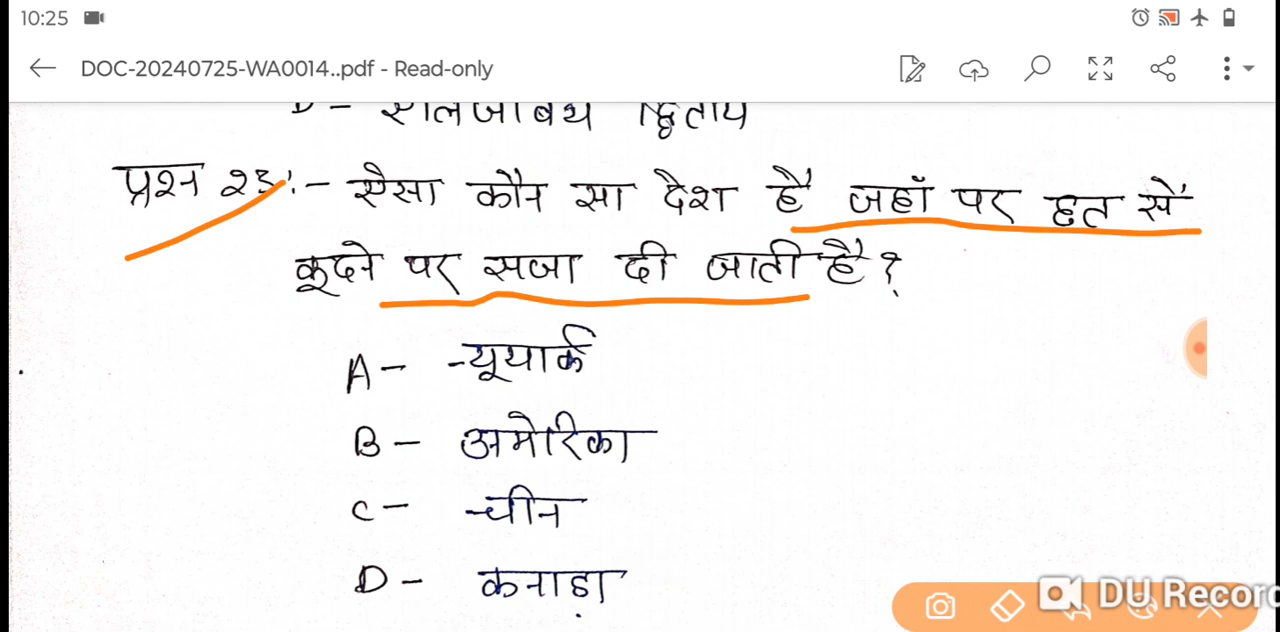 10:25
DOC-20240725-WA0014..pdf - Read-only
D - एलिजाबेथ द्वितीय
प्रश्न 23:- ऐसा कौन सा देश है जहाँ पर छत से
कूदने पर सजा दी जाती है?
A- न्यूयार्क
B- अमेरिका
C- चीन
D- कनाडा
DU Recor